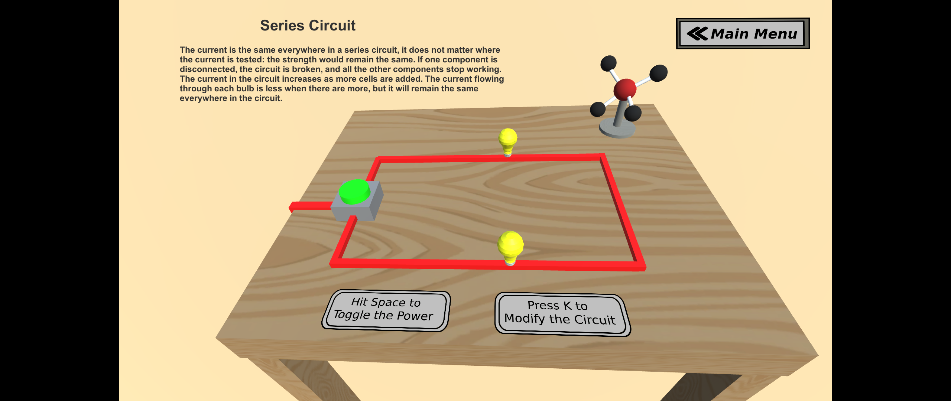 Series Circuit
Main Menu
The current is the same everywhere in a series circuit, it does not matter where
the current is tested: the strength would remain the same. If one component is
disconnected, the circuit is broken, and all the other components stop working.
The current in the circuit increases as more cells are added. The current flowing
through each bulb is less when there are more, but it will remain the same
everywhere in the circuit.
Hit Space to
Toggle the Power
Press K to
Modify the Circuit